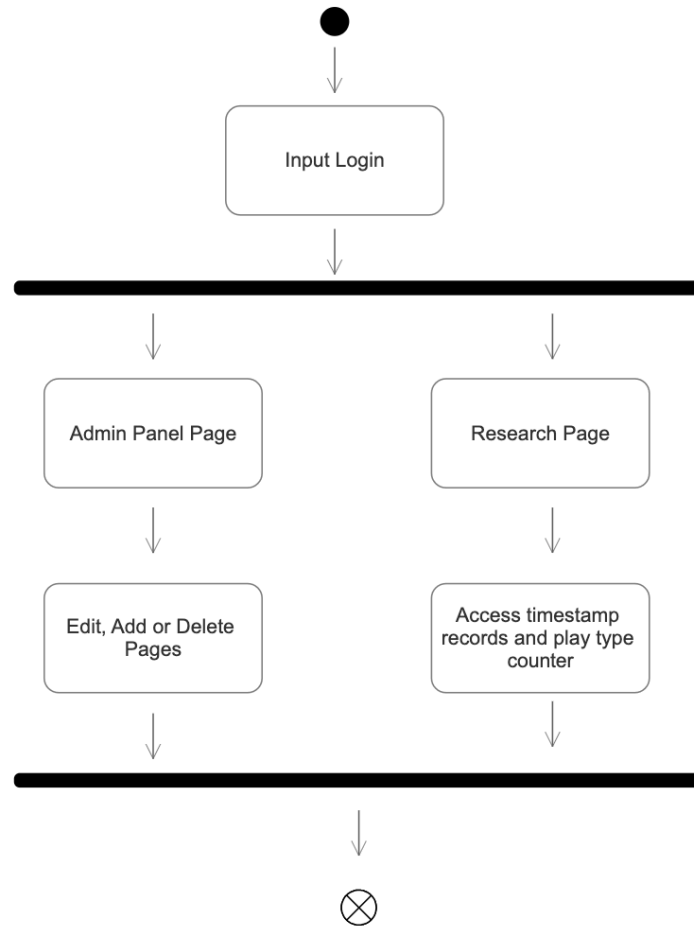 Input Login
Admin Panel Page
Research Page
Edit, Add or Delete
Pages
Access timestamp
records and play type
counter